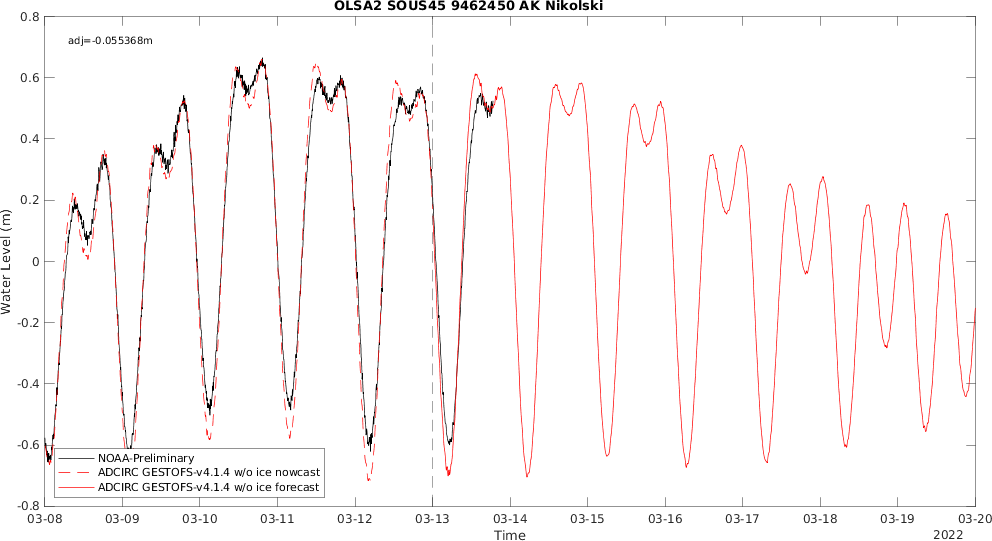 OLSA2 SOUS45 9462450 AK Nikolski
adj=-0.055368m
0.8
0.6
0.4
0.2
0
-0.2
-0.4
-0.6
-0.8
Water Level (m)
NOAA-Preliminary
ADCIRC GESTOFS-v4.1.4 w/o ice nowcast
ADCIRC GESTOFS-v4.1.4 w/o ice forecast
03-08 03-09 03-10 03-11 03-12 03-13 03-14 03-15 03-16 03-17 03-18 03-19 03-20
Time
2022